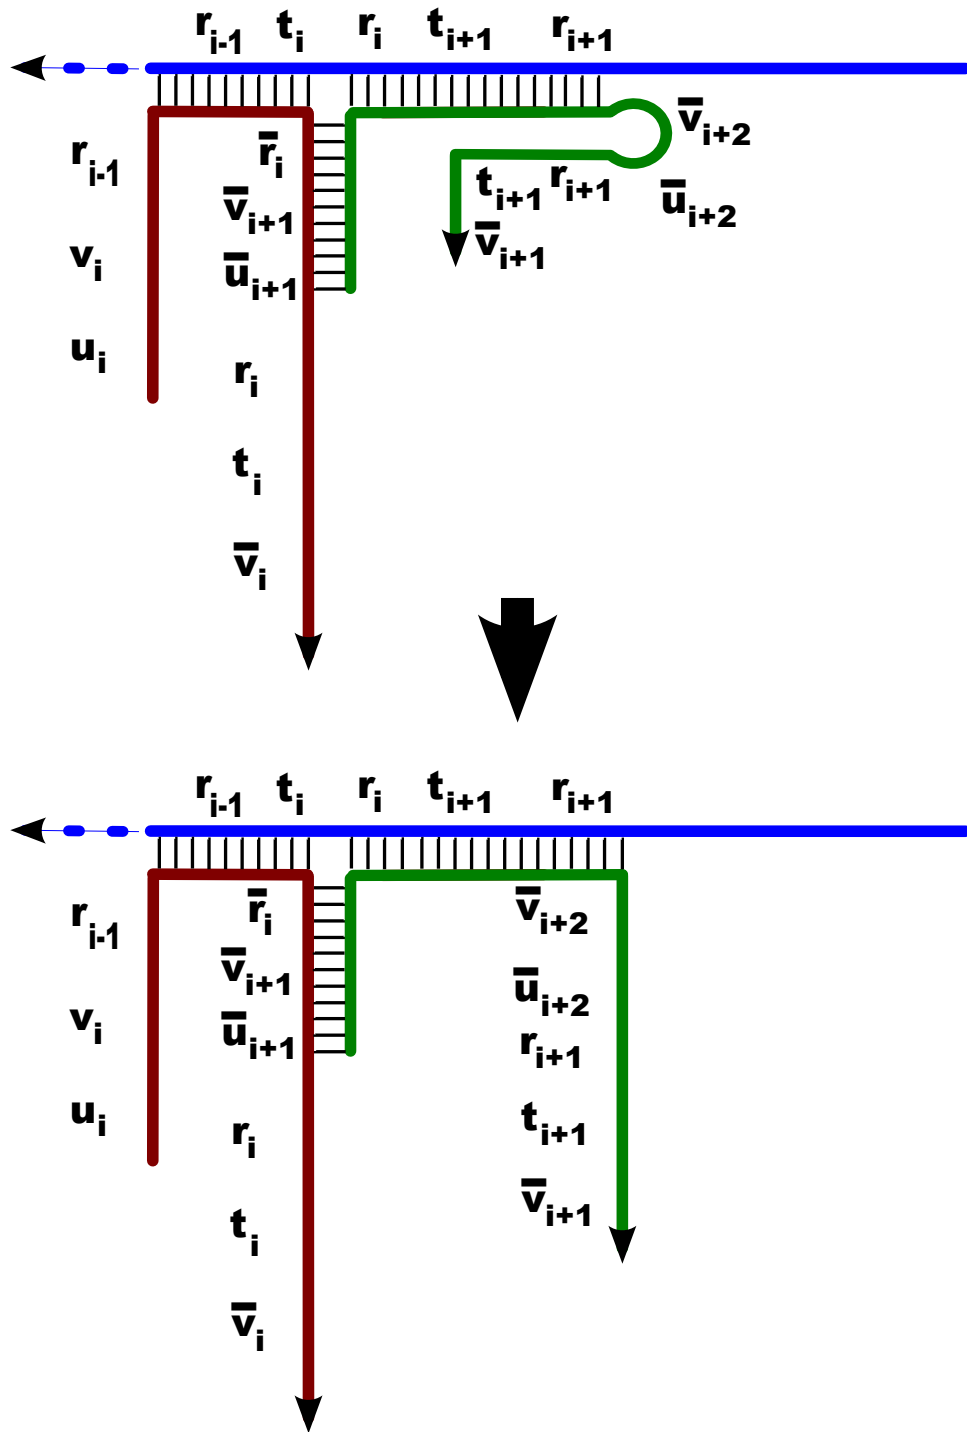 r_{i-1} t_i r_i t_{i+1} r_{i+1}
v̄_{i+2}
r_{i-1} r̄_i
t_{i+1} r_{i+1} ū_{i+2}
v_i v̄_{i+1} v̄_{i+1}
ū_{i+1}
u_i r_i
t_i
v̄_i
r_{i-1} t_i r_i t_{i+1} r_{i+1}
r_{i-1} r̄_i v̄_{i+2}
v̄_{i+1} ū_{i+2}
v_i ū_{i+1} r_{i+1}
u_i r_i t_{i+1}
t_i v̄_{i+1}
v̄_i